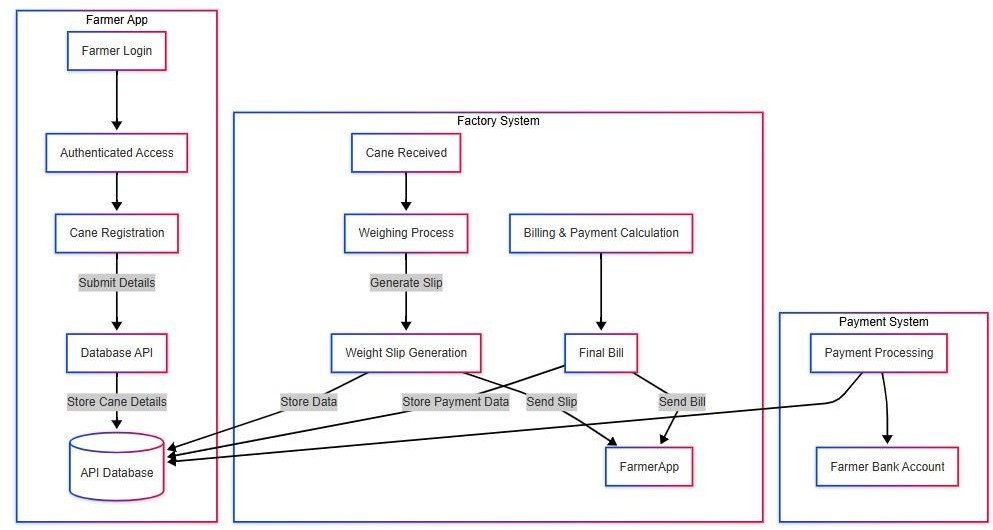 Farmer App
Farmer Login
Authenticated Access
Cane Registration
Submit Details
Database API
Store Cane Details
API Database
Factory System
Cane Received
Weighing Process
Billing & Payment Calculation
Generate Slip
Weight Slip Generation
Final Bill
Store Data
Store Payment Data
Send Slip
Send Bill
FarmerApp
Payment System
Payment Processing
Farmer Bank Account